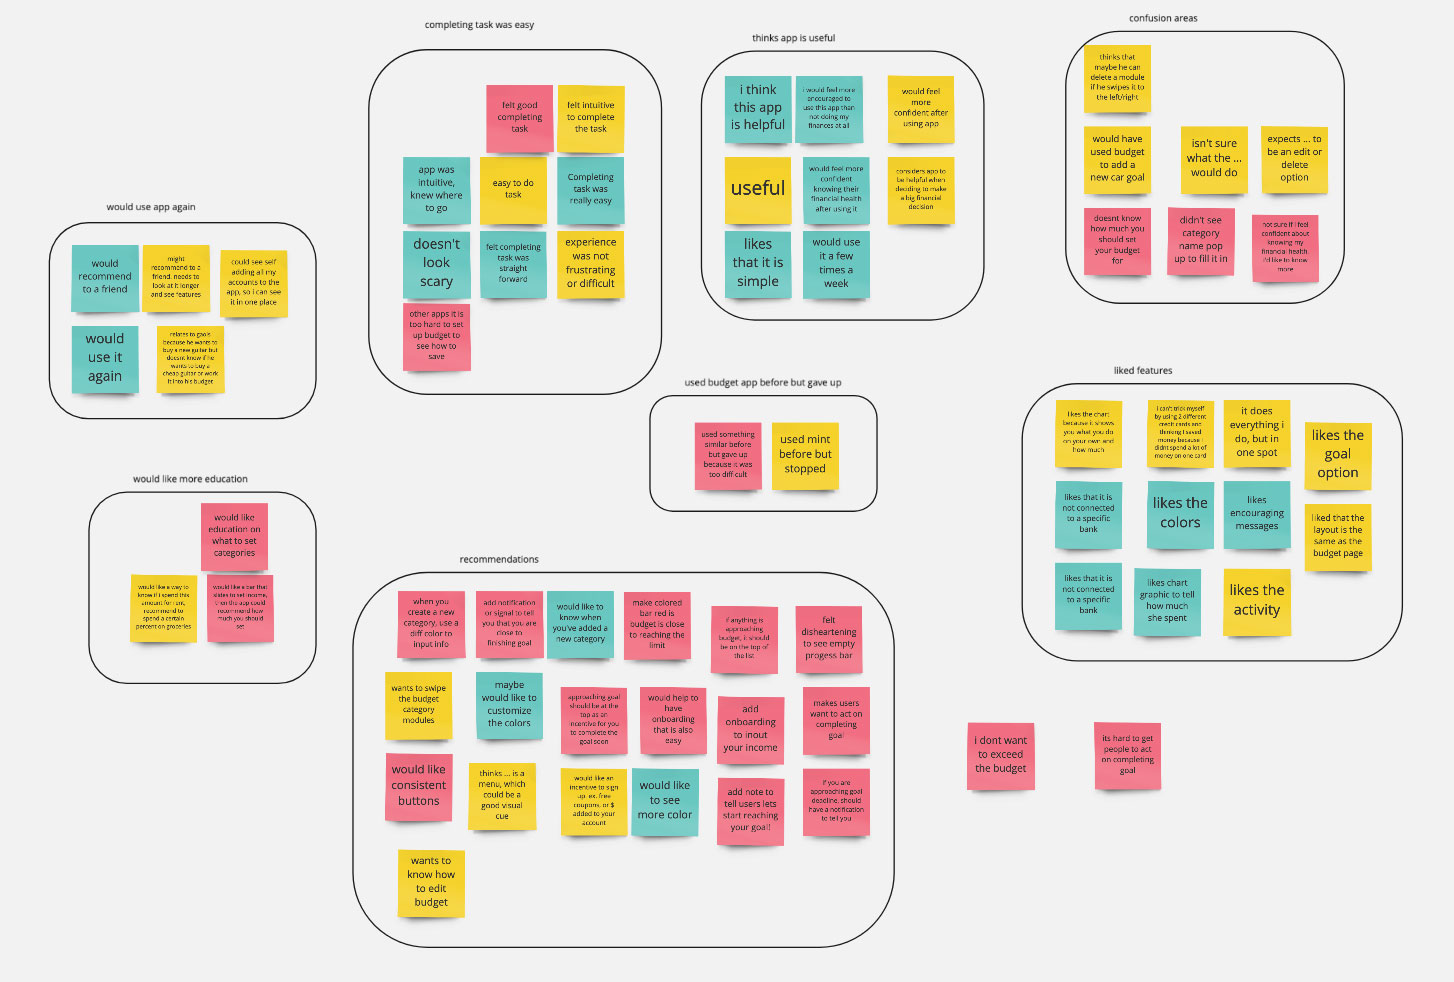 completing task was easy
felt good
completing
task
felt intuitive
to complete
the task
app was
intuitive,
knew where
to go
easy to do
task
Completing
task was
really easy
doesn't
look
scary
felt completing
task was
straight
forward
experience
was not
frustrating
or difficult
other apps it is
too hard to set
up budget to
see how to
save
thinks app is useful
i think
this app
is helpful
i would feel more
encouraged to
use this app than
not doing my
finances at all
would feel
more
confident after
using app
useful
would feel more
confident
knowing their
financial health
after using it
considers app to
be helpful when
deciding to make
a big financial
decision
likes
that it is
simple
would use
it a few
times a
week
confusion areas
thinks that
maybe he can
delete a module
if he swipes it to
the left/right
would have
used budget
to add a
new car goal
isn't sure
what the ...
would do
expects ... to
be an edit or
delete
option
doesnt know
how much you
should set
your budget
for
didn't see
category
name pop
up to fill it in
not sure if i feel
confident about
knowing my
financial health
i'd like to know
more
would use app again
would
recommend
to a friend
might
recommend to a
friend. needs to
look at it longer
and see features
could see self
adding all my
accounts to the
app, so i can see
it in one place
would
use it
again
relates to gaols
because he wants to
buy a new guitar but
doesnt know if he
wants to buy a
cheap guitar or work
it into his budget
used budget app before but gave up
used something
similar before
but gave up
because it was
too diff cult
used mint
before but
stopped
liked features
likes the chart
because it shows
you what you do
on your own and
how much
i can't trick myself
by using 2 different
credit cards and
thinking I saved
money because i
didnt spend a lot of
money on one card
it does
everything i
do, but in
one spot
likes the
goal
option
likes that it is
not connected
to a specific
bank
likes the
colors
likes
encouraging
messages
liked that the
layout is the
same as the
budget page
likes that it is
not connected
to a specific
bank
likes chart
graphic to tell
how much
she spent
likes the
activity
would like more education
would like
education on
what to set
categories
would like a way to
know if i spend this
amount for rent,
recommend to
spend a certain
percent on groceries
would like a bar that
slides to set income,
then the app could
recommend how
much you should
set
recommendations
when you
create a new
category, use a
diff color to
input info
add notification
or signal to tell
you that you are
close to
finishing goal
would like to
know when
you've added a
new category
make colored
bar red is
budget is close
to reaching the
limit
if anything is
approaching
budget, it should
be on the top of
the list
felt
disheartening
to see empty
progess bar
wants to swipe
the budget
category
modules
maybe
would like to
customize
the colors
approaching goal
should be at the
top as an
incentive for you
to complete the
goal soon
would help to
have
onboarding
that is also
easy
add
onboarding
to inout
your income
makes users
want to act on
completing
goal
would like
consistent
buttons
thinks ... is a
menu, which
could be a
good visual
cue
would like an
incentive to sign
up. ex. free
coupons, or $
added to your
account
would like
to see
more color
add note to
tell users lets
start reaching
your goal!
if you are
approaching goal
deadline, should
have a notification
to tell you
wants to
know how
to edit
budget
i dont want
to exceed
the budget
its hard to get
people to act
on completing
goal